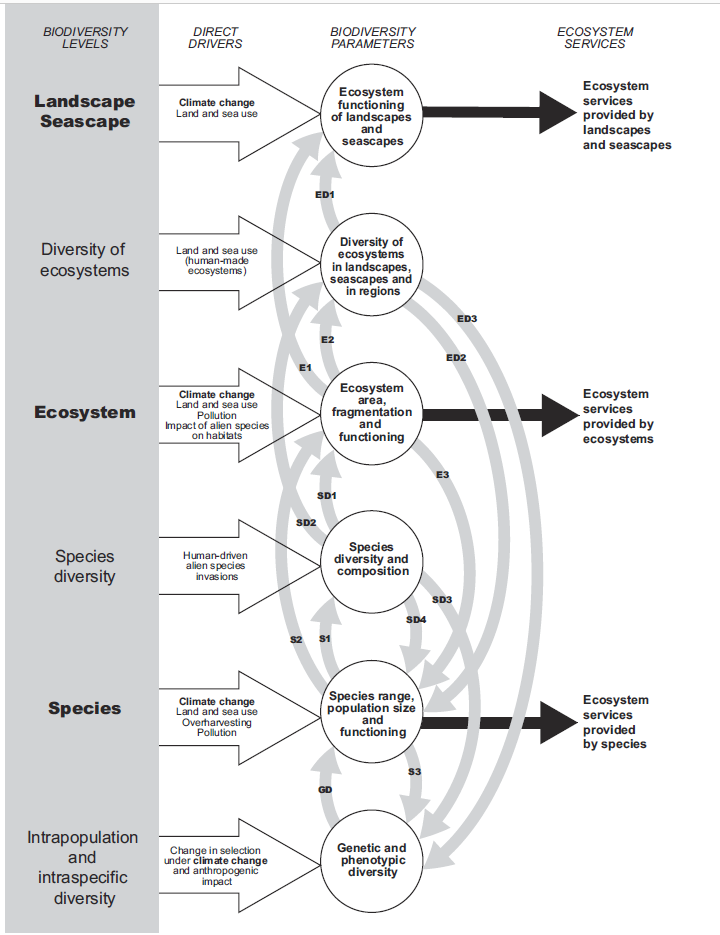 BIODIVERSITY
LEVELS
DIRECT
DRIVERS
BIODIVERSITY
PARAMETERS
ECOSYSTEM
SERVICES
Landscape
Seascape
Climate change
Land and sea use
Ecosystem
functioning
of landscapes
and
seascapes
Ecosystem
services
provided by
landscapes
and seascapes
ED1
Diversity of
ecosystems
Land and sea use
(human-made
ecosystems)
Diversity of
ecosystems
in landscapes,
seascapes and
in regions
ED3
E2
ED2
E1
Ecosystem
Climate change
Land and sea use
Pollution
Impact of alien species
on habitats
Ecosystem
area,
fragmentation
and
functioning
Ecosystem
services
provided by
ecosystems
E3
SD1
SD2
Species
diversity
Human-driven
alien species
invasions
Species
diversity and
composition
SD3
SD4
S2
S1
Species
Climate change
Land and sea use
Overharvesting
Pollution
Species range,
population size
and
functioning
Ecosystem
services
provided
by species
S3
GD
Intrapopulation
and
intraspecific
diversity
Change in selection
under climate change
and anthropogenic
impact
Genetic and
phenotypic
diversity